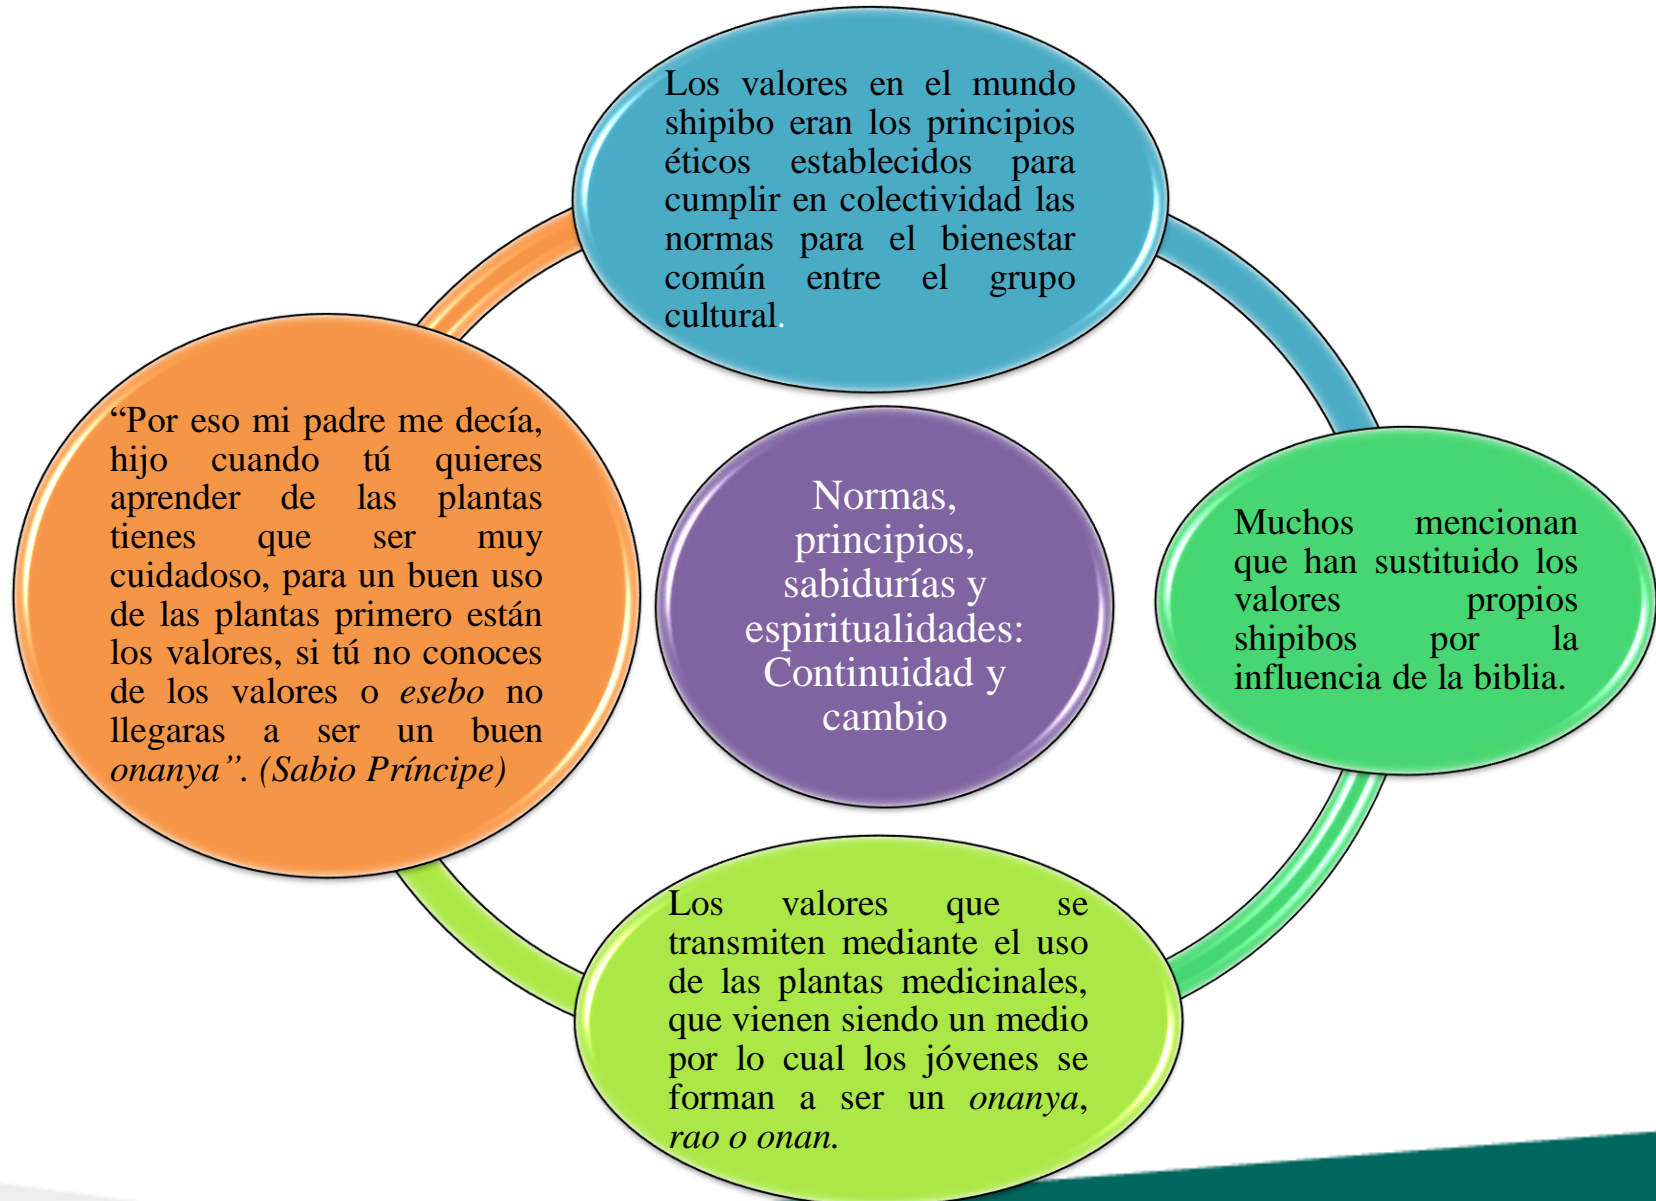 Los valores en el mundo
shipibo eran los principios
éticos establecidos para
cumplir en colectividad las
normas para el bienestar
común entre el grupo
cultural.
“Por eso mi padre me decía,
hijo cuando tú quieres
aprender de las plantas
tienes que ser muy
cuidadoso, para un buen uso
de las plantas primero están
los valores, si tú no conoces
de los valores o esebo no
llegaras a ser un buen
onanya”. (Sabio Príncipe)
Normas,
principios,
sabidurías y
espiritualidades:
Continuidad y
cambio
Muchos mencionan
que han sustituido los
valores propios
shipibos por la
influencia de la biblia.
Los valores que se
transmiten mediante el uso
de las plantas medicinales,
que vienen siendo un medio
por lo cual los jóvenes se
forman a ser un onanya,
rao o onan.